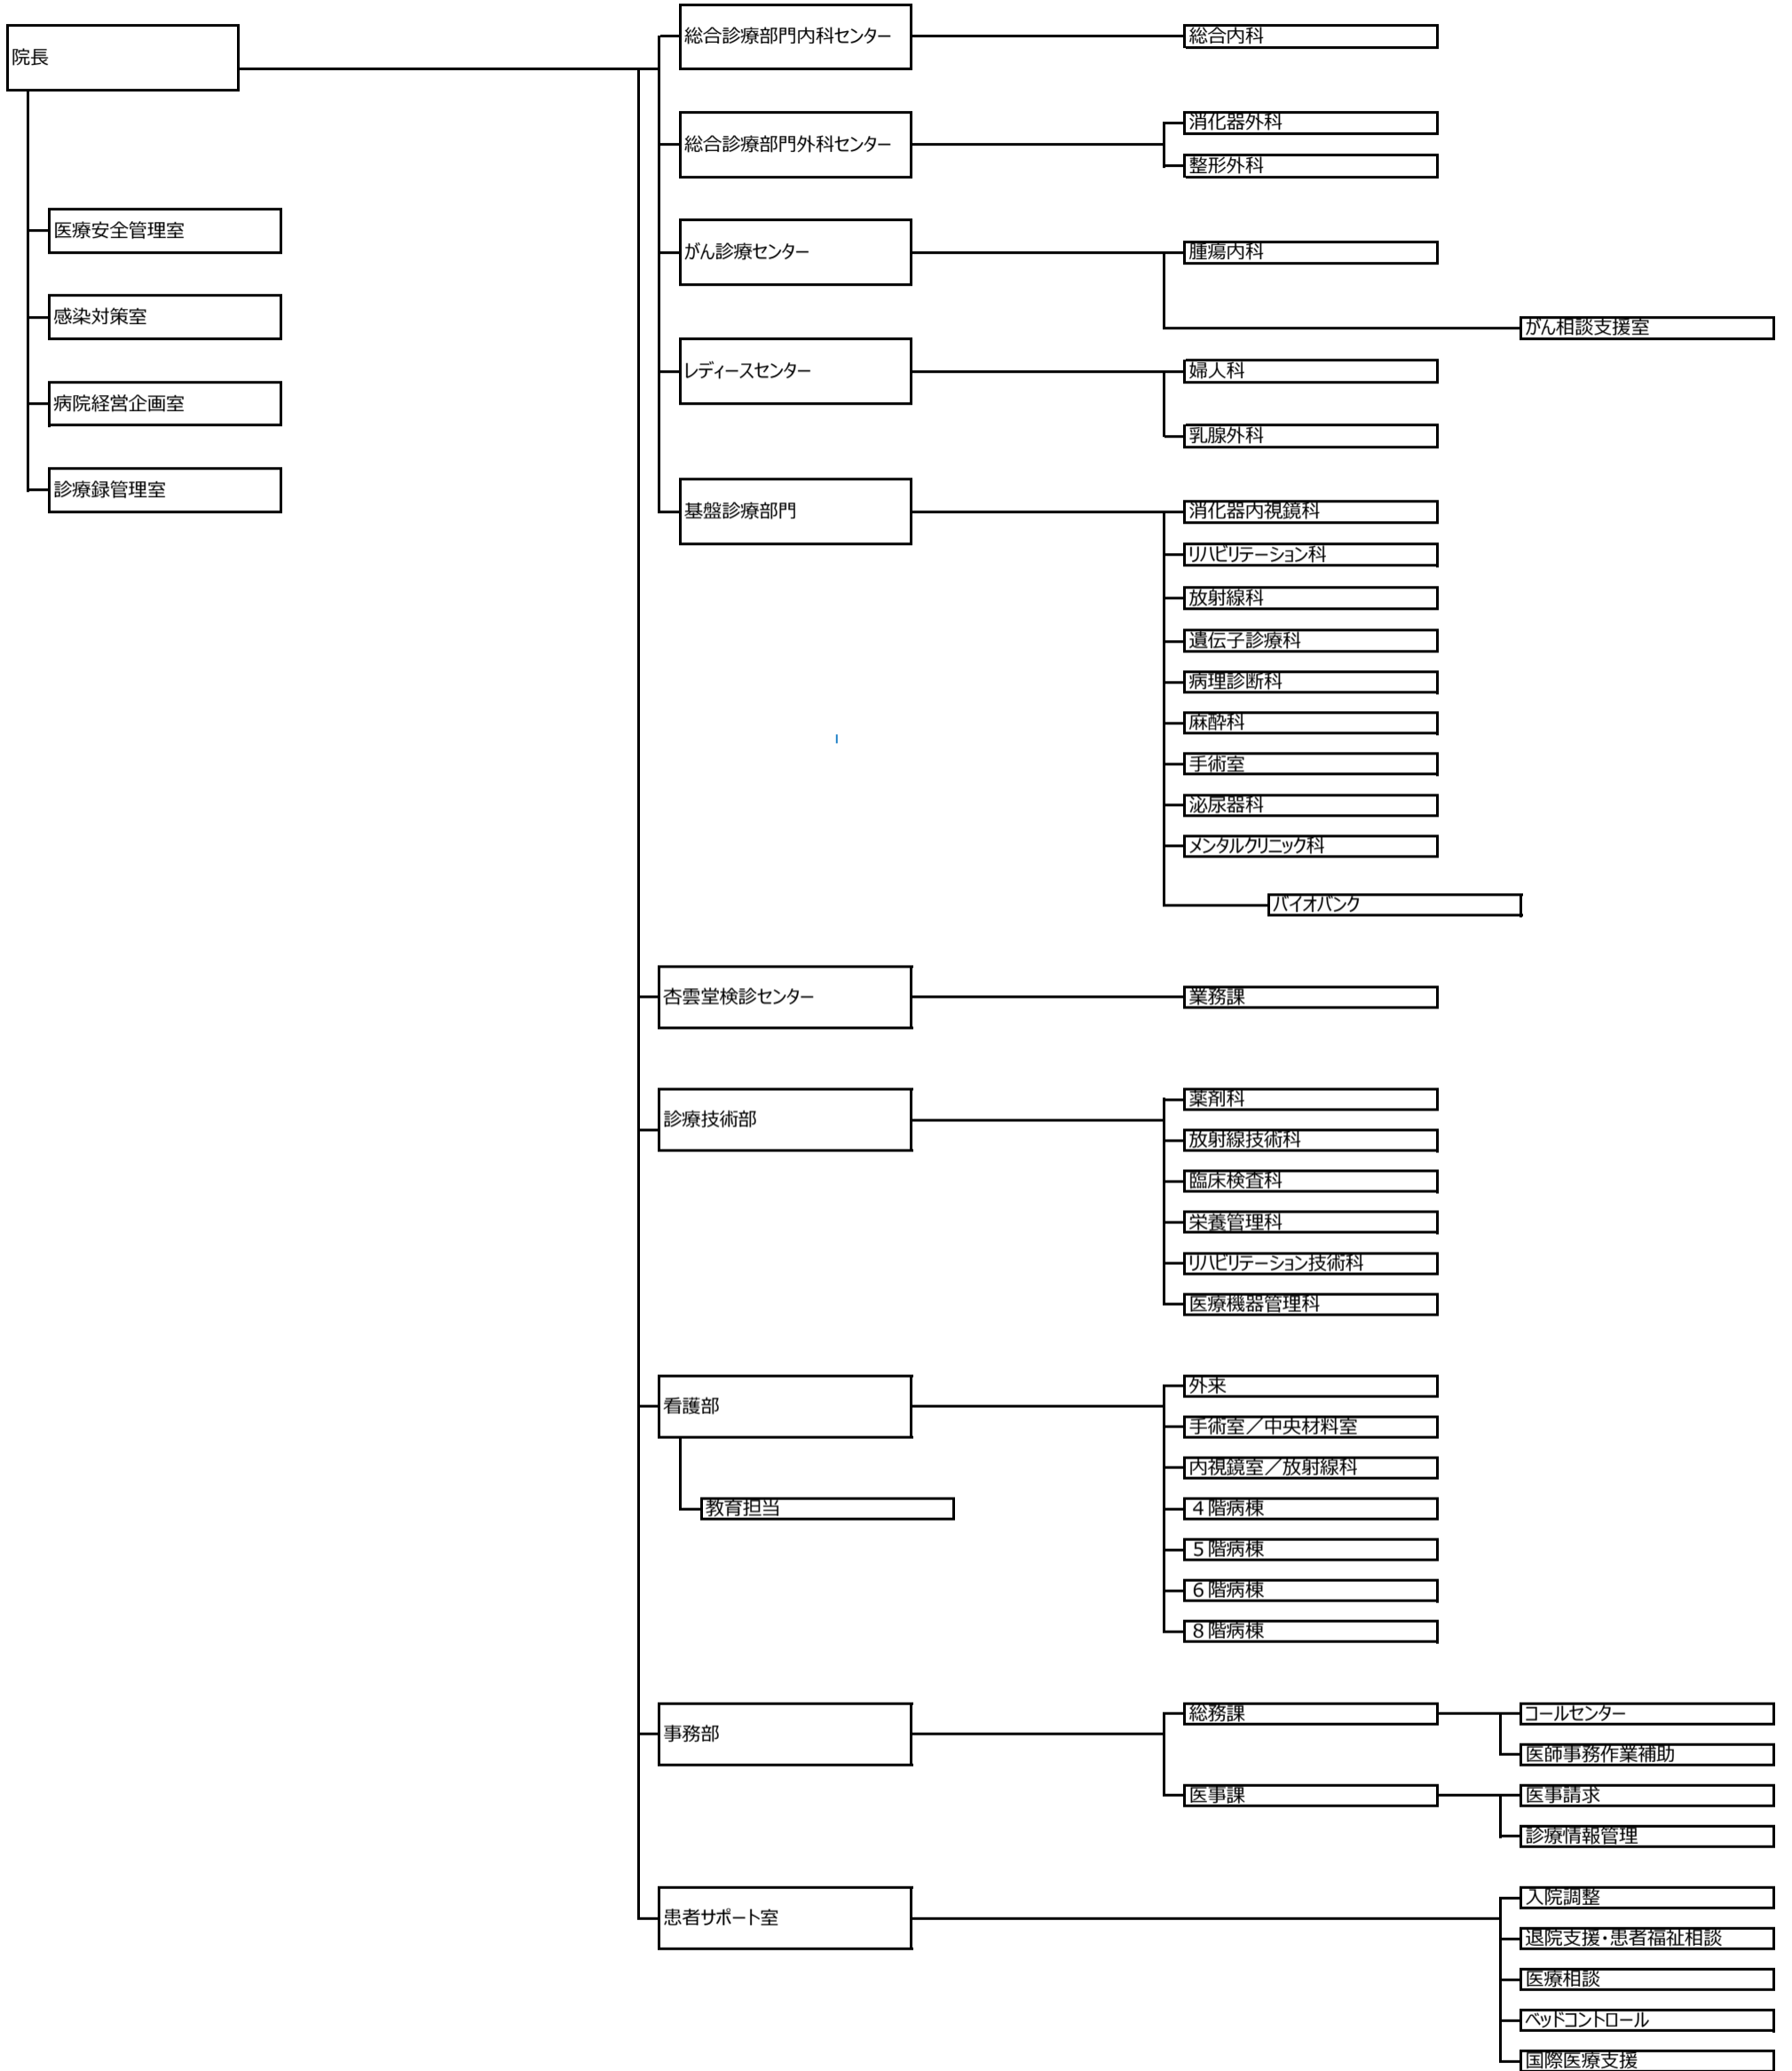 院長
医療安全管理室
感染対策室
病院経営企画室
診療録管理室
総合診療部門内科センター
総合内科
総合診療部門外科センター
消化器外科
整形外科
がん診療センター
腫瘍内科
がん相談支援室
レディースセンター
婦人科
乳腺外科
基盤診療部門
消化器内視鏡科
リハビリテーション科
放射線科
遺伝子診療科
病理診断科
麻酔科
手術室
泌尿器科
メンタルクリニック科
バイオバンク
杏雲堂検診センター
業務課
診療技術部
薬剤科
放射線技術科
臨床検査科
栄養管理科
リハビリテーション技術科
医療機器管理科
看護部
教育担当
外来
手術室／中央材料室
内視鏡室／放射線科
４階病棟
５階病棟
６階病棟
８階病棟
事務部
総務課
コールセンター
医師事務作業補助
医事課
医事請求
診療情報管理
患者サポート室
入院調整
退院支援・患者福祉相談
医療相談
ベッドコントロール
国際医療支援